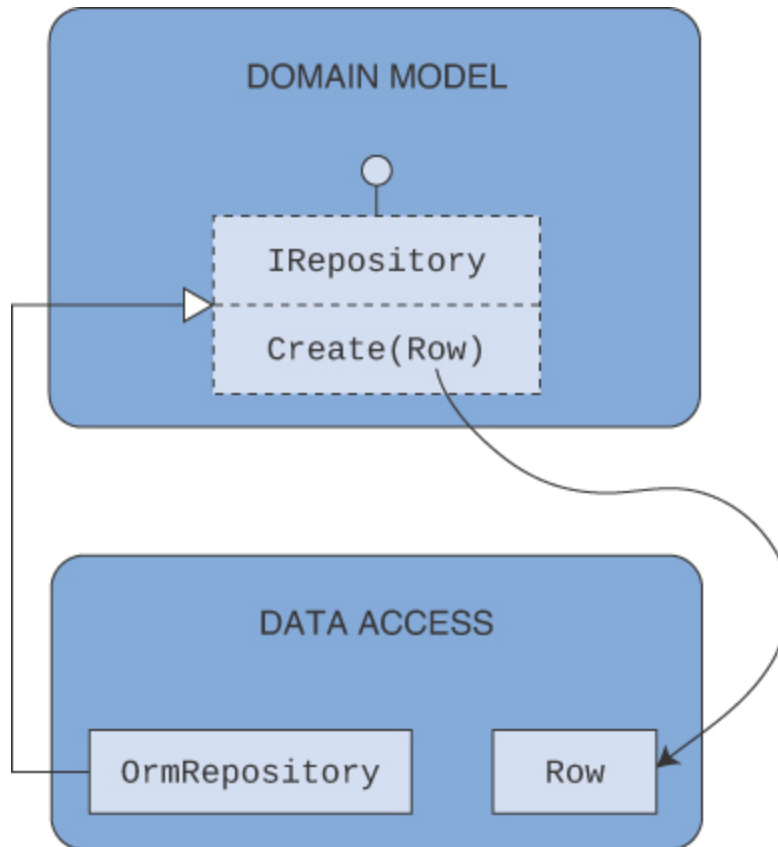 DOMAIN MODEL
IRepository
Create(Row)
DATA ACCESS
OrmRepository
Row